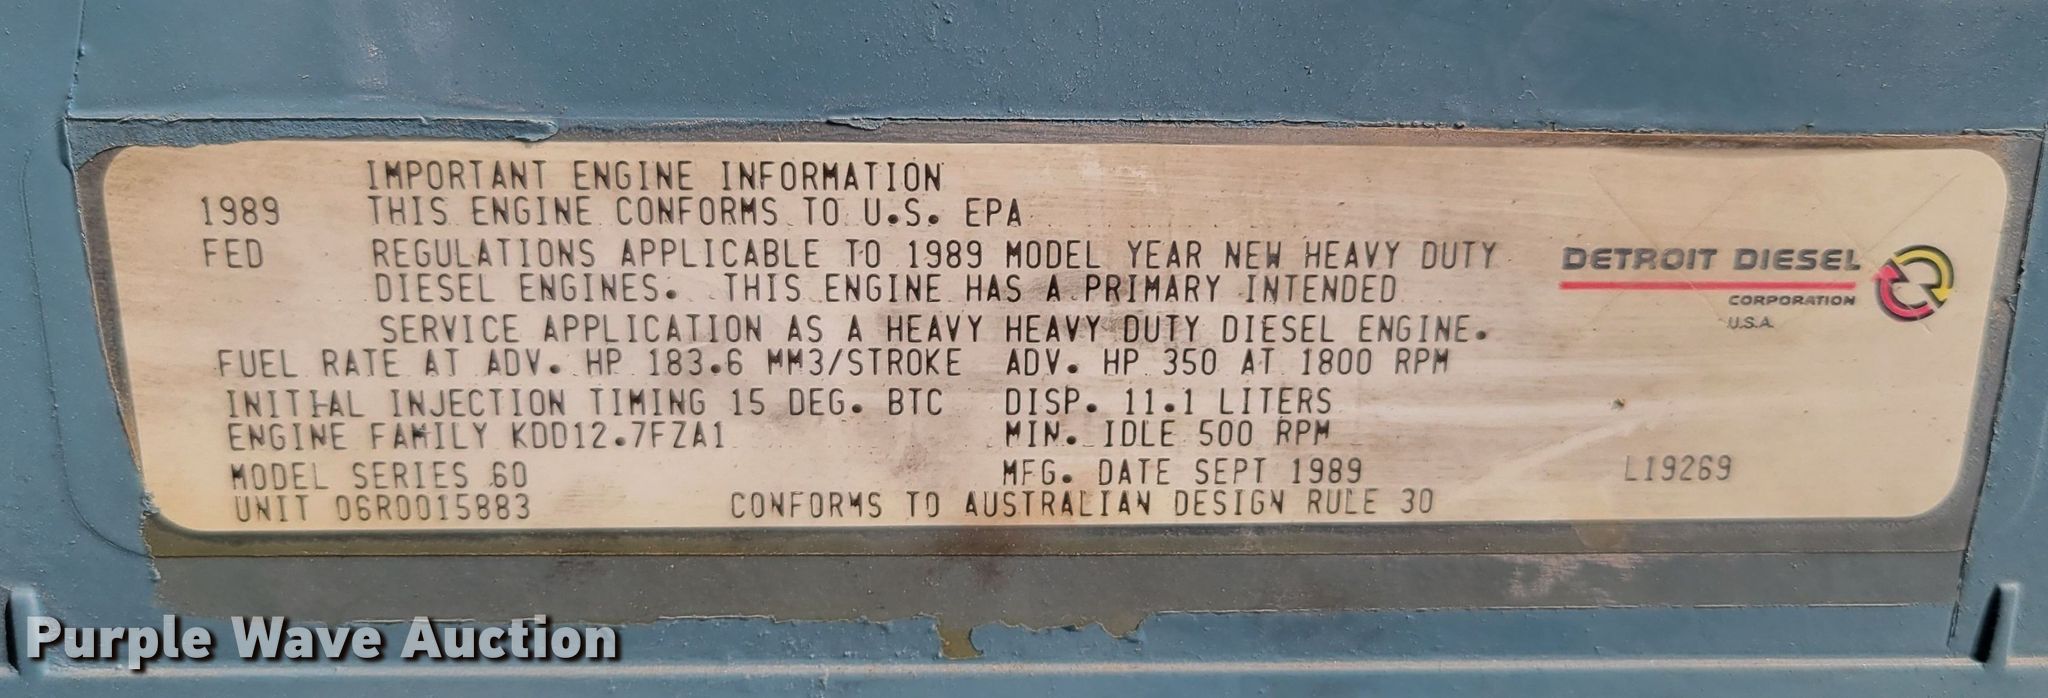 IMPORTANT ENGINE INFORMATION
1989 THIS ENGINE CONFORMS TO U.S. EPA
FED REGULATIONS APPLICABLE TO 1989 MODEL YEAR NEW HEAVY DUTY
DIESEL ENGINES. THIS ENGINE HAS A PRIMARY INTENDED
SERVICE APPLICATION AS A HEAVY HEAVY DUTY DIESEL ENGINE.
FUEL RATE AT ADV. HP 183.6 MM3/STROKE ADV. HP 350 AT 1800 RPM
INITIAL INJECTION TIMING 15 DEG. BTC DISP. 11.1 LITERS
ENGINE FAMILY KDD12.7FZA1 MIN. IDLE 500 RPM
MODEL SERIES 60 MFG. DATE SEPT 1989 L19269
UNIT 06R0015883 CONFORMS TO AUSTRALIAN DESIGN RULE 30
DETROIT DIESEL
CORPORATION
U.S.A.
Purple Wave Auction